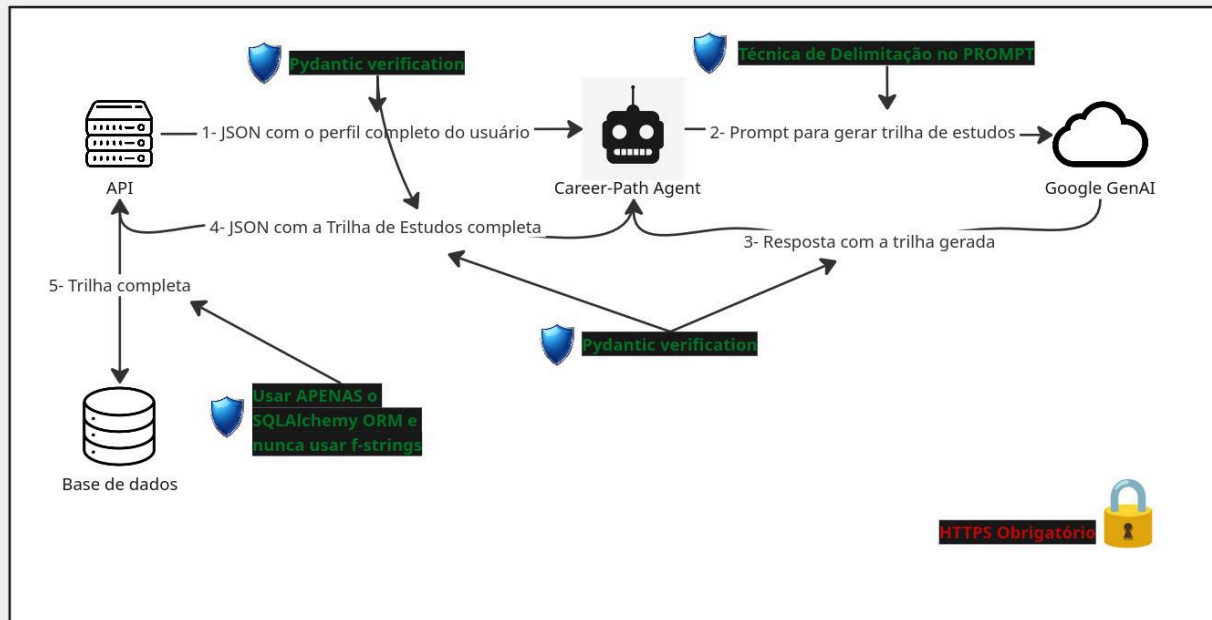 Pydantic verification
Técnica de Delimitação no PROMPT
1- JSON com o perfil completo do usuário
2- Prompt para gerar trilha de estudos
API
Career-Path Agent
Google GenAI
4- JSON com a Trilha de Estudos completa
3- Resposta com a trilha gerada
5- Trilha completa
Pydantic verification
Usar APENAS o
SQLAlchemy ORM e
nunca usar f-strings
Base de dados
HTTPS Obrigatório